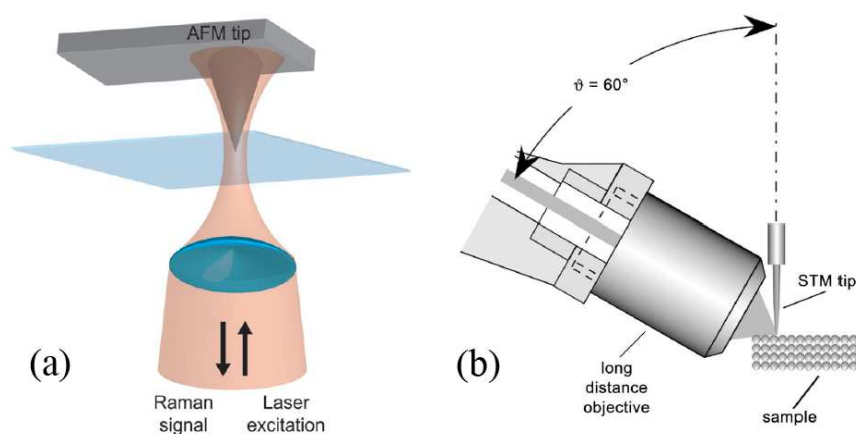 AFM tip
(a)
Raman
signal
Laser
excitation
ϑ = 60°
STM tip
(b)
long
distance
objective
sample